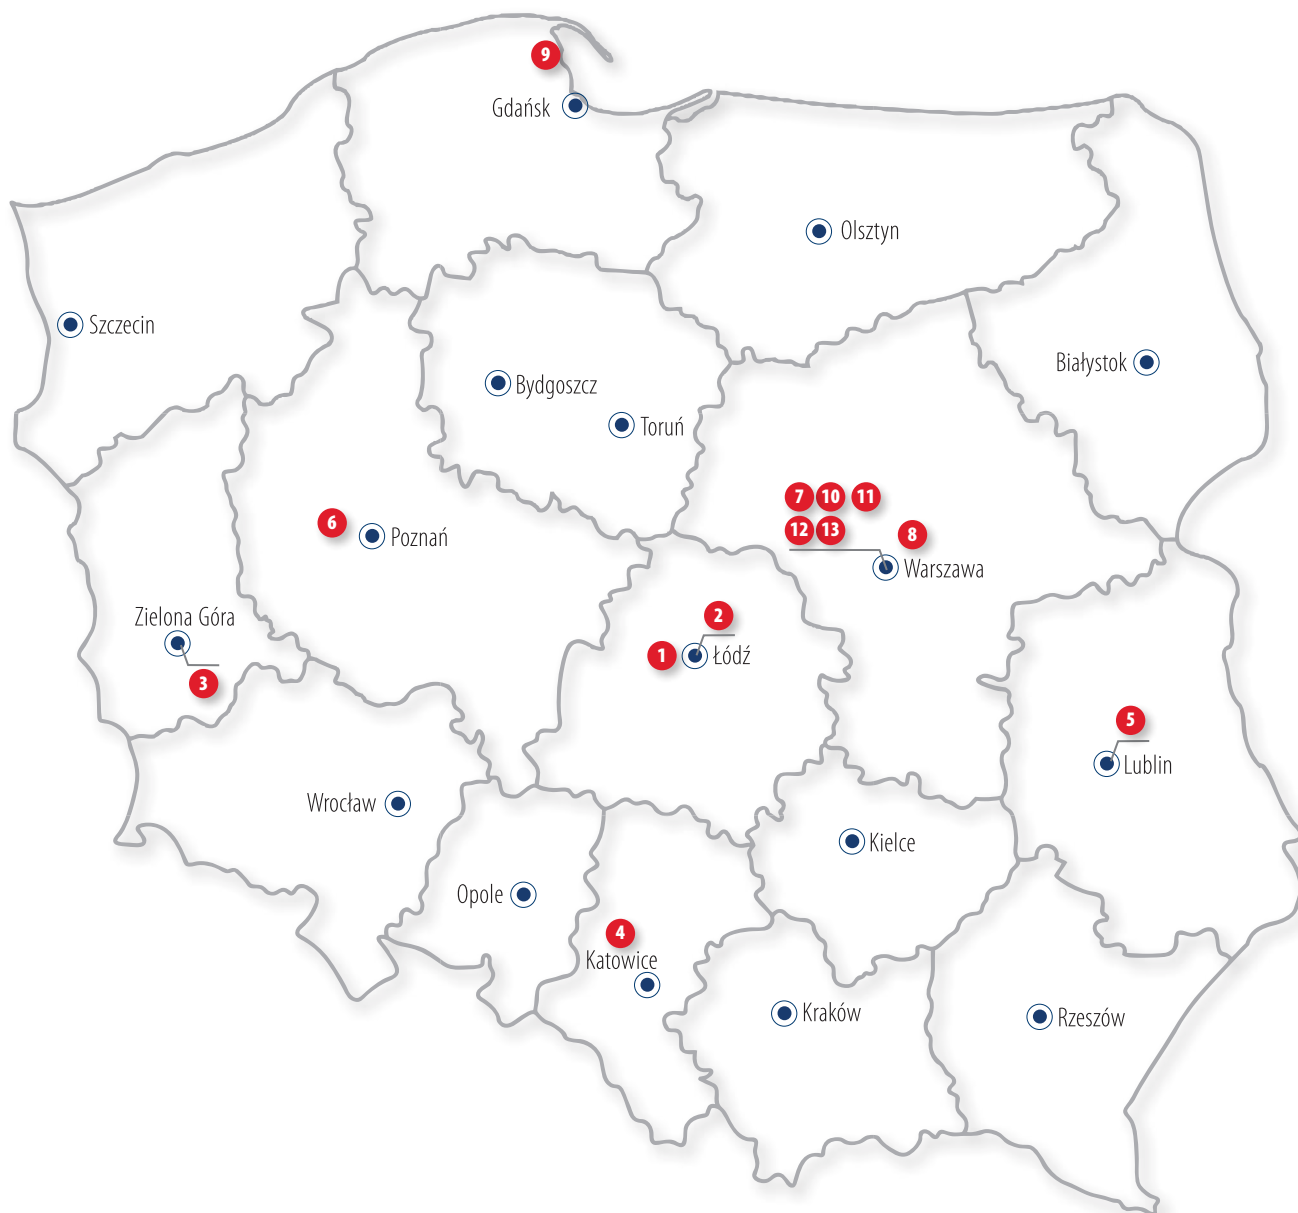 9
Gdańsk
Olsztyn
Szczecin
Białystok
Bydgoszcz
Toruń
7 10 11
12 13 8
6
Poznań
Warszawa
Zielona Góra
2
1
Łódź
3
5
Lublin
Wrocław
Kielce
Opole
4
Katowice
Kraków
Rzeszów